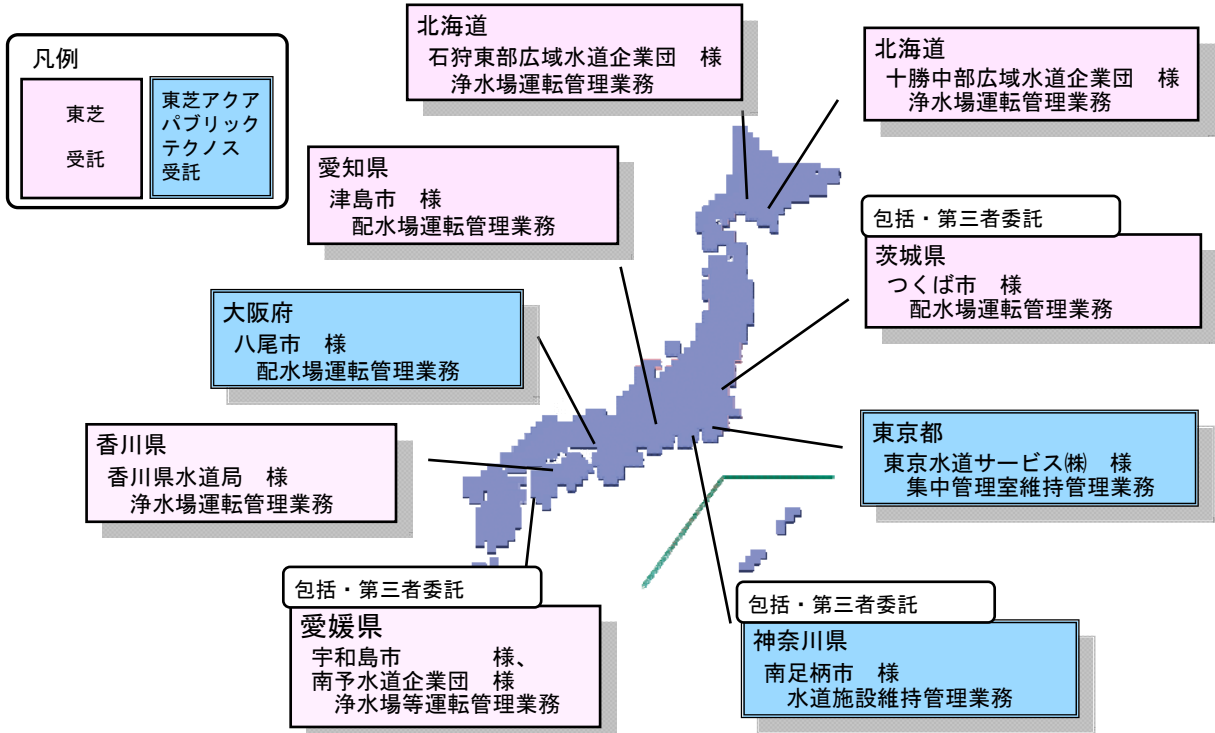 凡例
東芝
受託
東芝アクア
パブリック
テクノス
受託
北海道
石狩東部広域水道企業団　様
浄水場運転管理業務
北海道
十勝中部広域水道企業団　様
浄水場運転管理業務
愛知県
津島市　様
配水場運転管理業務
包括・第三者委託
茨城県
つくば市　様
配水場運転管理業務
大阪府
八尾市　様
配水場運転管理業務
香川県
香川県水道局　様
浄水場運転管理業務
東京都
東京水道サービス㈱　様
集中管理室維持管理業務
包括・第三者委託
愛媛県
宇和島市　　　　様、
南予水道企業団　様
浄水場等運転管理業務
包括・第三者委託
神奈川県
南足柄市　様
水道施設維持管理業務